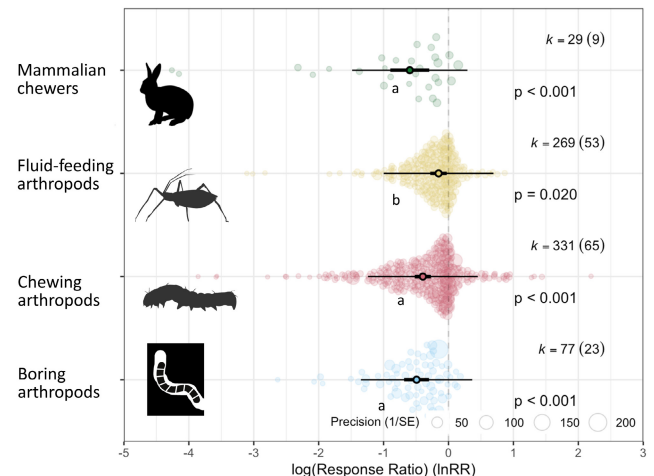 k = 29 (9)
Mammalian
chewers
a
p < 0.001
k = 269 (53)
Fluid-feeding
arthropods
b
p = 0.020
k = 331 (65)
Chewing
arthropods
a
p < 0.001
k = 77 (23)
Boring
arthropods
a
p < 0.001
Precision (1/SE) 50 100 150 200
-5 -4 -3 -2 -1 0 1 2 3
log(Response Ratio) (lnRR)